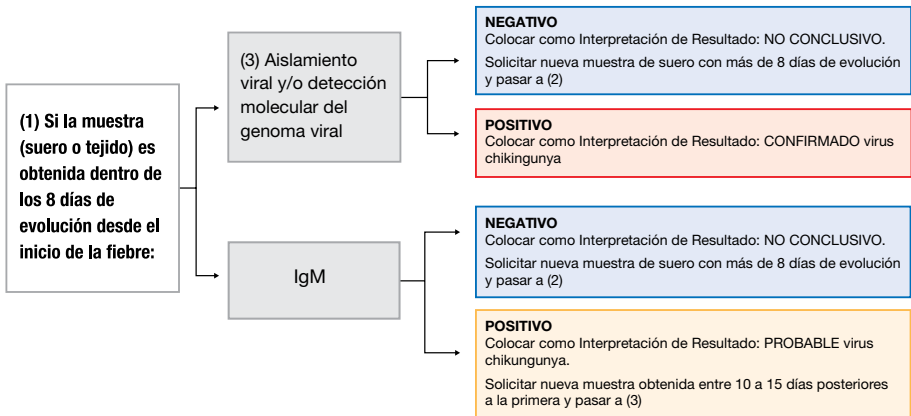 (1) Si la muestra
(suero o tejido) es
obtenida dentro de
los 8 días de
evolución desde el
inicio de la fiebre:
(3) Aislamiento
viral y/o detección
molecular del
genoma viral
NEGATIVO
Colocar como Interpretación de Resultado: NO CONCLUSIVO.
Solicitar nueva muestra de suero con más de 8 días de evolución
y pasar a (2)
POSITIVO
Colocar como Interpretación de Resultado: CONFIRMADO virus
chikingunya
IgM
NEGATIVO
Colocar como Interpretación de Resultado: NO CONCLUSIVO.
Solicitar nueva muestra de suero con más de 8 días de evolución
y pasar a (2)
POSITIVO
Colocar como Interpretación de Resultado: PROBABLE virus
chikungunya.
Solicitar nueva muestra obtenida entre 10 a 15 días posteriores
a la primera y pasar a (3)